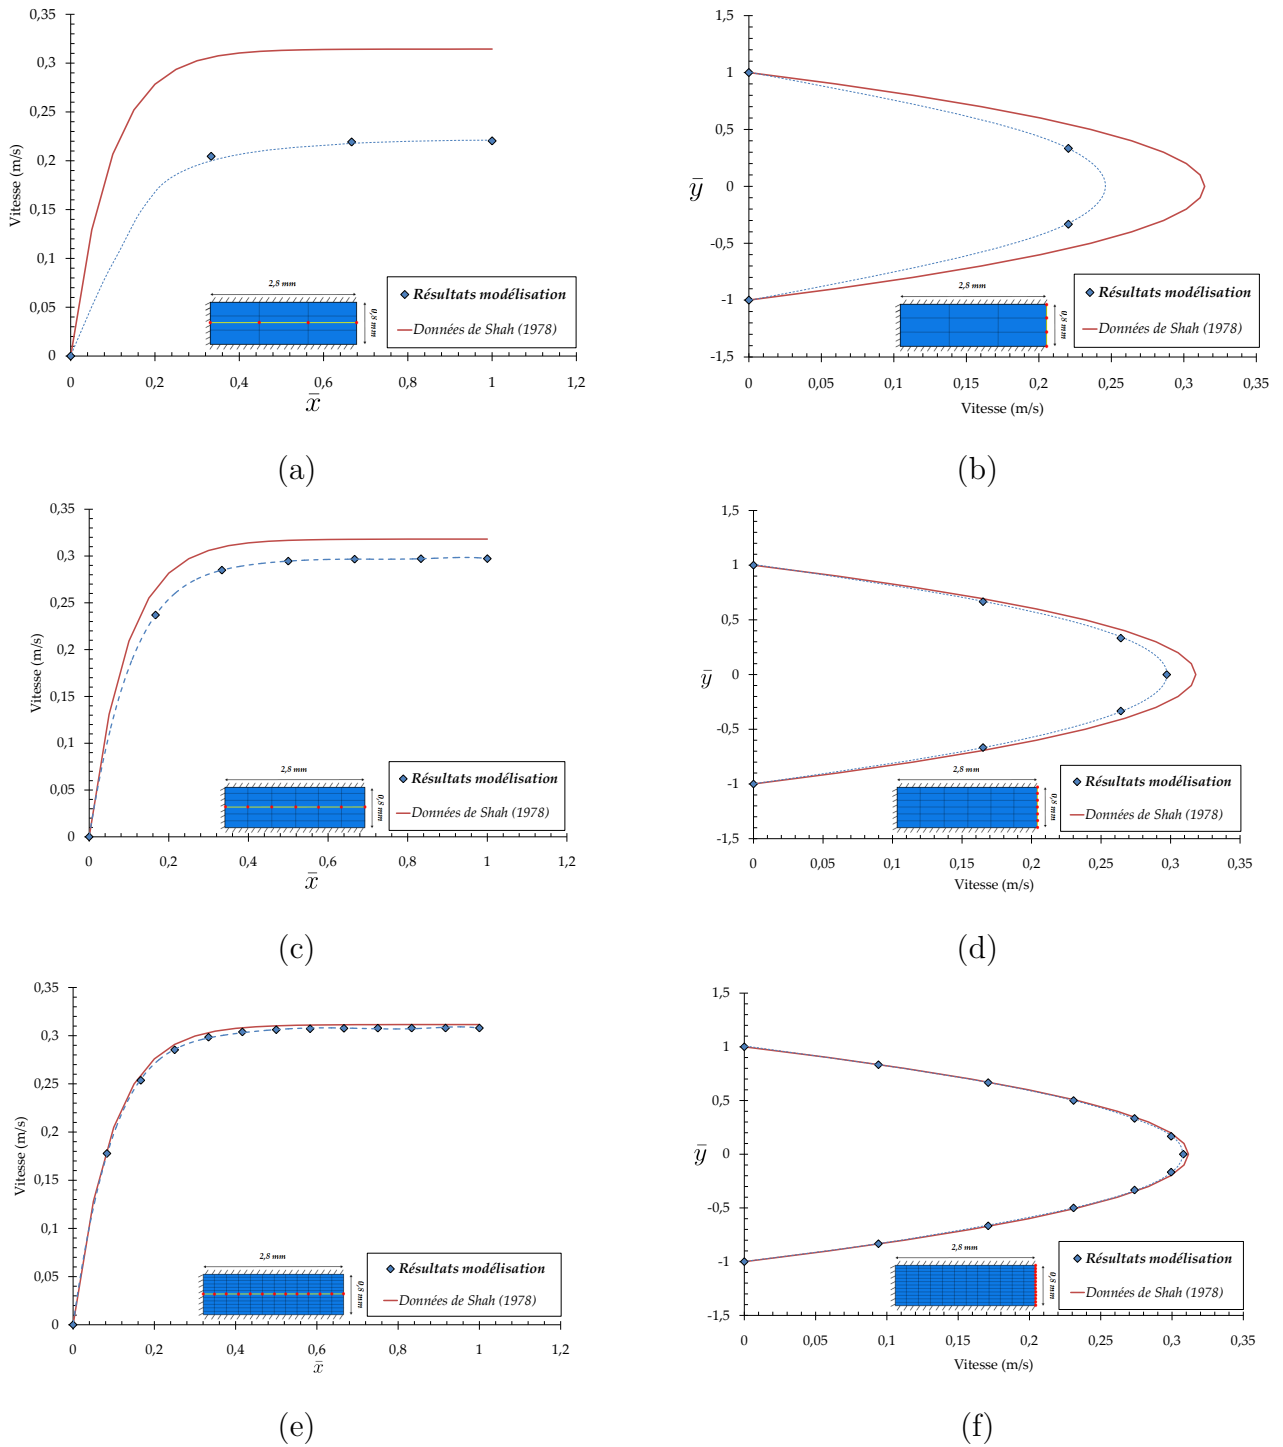 0,35
0,3
0,25
0,2
0,15
0,1
0,05
0
Vitesse (m/s)
0
0,2
0,4
0,6
0,8
1
1,2
x̄
2,8 mm
0,8 mm
Résultats modélisation
Données de Shah (1978)
(a)
1,5
1
0,5
0
-0,5
-1
-1,5
ȳ
0
0,05
0,1
0,15
0,2
0,25
0,3
0,35
Vitesse (m/s)
2,8 mm
0,8 mm
Résultats modélisation
Données de Shah (1978)
(b)
0,35
0,3
0,25
0,2
0,15
0,1
0,05
0
Vitesse (m/s)
0
0,2
0,4
0,6
0,8
1
1,2
x̄
2,8 mm
0,8 mm
Résultats modélisation
Données de Shah (1978)
(c)
1,5
1
0,5
0
-0,5
-1
-1,5
ȳ
0
0,05
0,1
0,15
0,2
0,25
0,3
0,35
Vitesse (m/s)
2,8 mm
0,8 mm
Résultats modélisation
Données de Shah (1978)
(d)
0,35
0,3
0,25
0,2
0,15
0,1
0,05
0
Vitesse (m/s)
0
0,2
0,4
0,6
0,8
1
1,2
x̄
2,8 mm
0,8 mm
Résultats modélisation
Données de Shah (1978)
(e)
1,5
1
0,5
0
-0,5
-1
-1,5
ȳ
0
0,05
0,1
0,15
0,2
0,25
0,3
0,35
Vitesse (m/s)
2,8 mm
0,8 mm
Résultats modélisation
Données de Shah (1978)
(f)